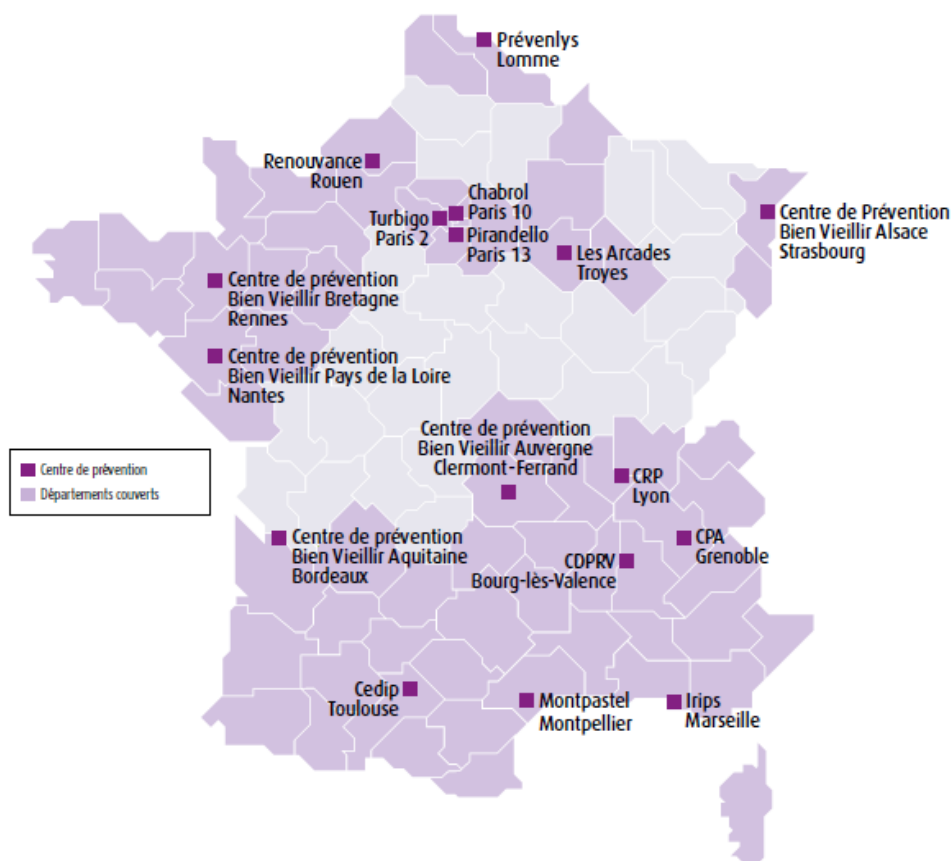 Prévenlys
Lomme
Renouvance
Rouen
Chabrol
Paris 10
Turbigo
Paris 2
Pirandello
Paris 13
Les Arcades
Troyes
Centre de Prévention
Bien Vieillir Alsace
Strasbourg
Centre de prévention
Bien Vieillir Bretagne
Rennes
Centre de prévention
Bien Vieillir Pays de la Loire
Nantes
Centre de prévention
Bien Vieillir Auvergne
Clermont-Ferrand
Centre de prévention
Départements couverts
CRP
Lyon
Centre de prévention
Bien Vieillir Aquitaine
Bordeaux
CPA
Grenoble
CDPRV
Bourg-lès-Valence
Cedip
Toulouse
Montpastel
Montpellier
Irips
Marseille